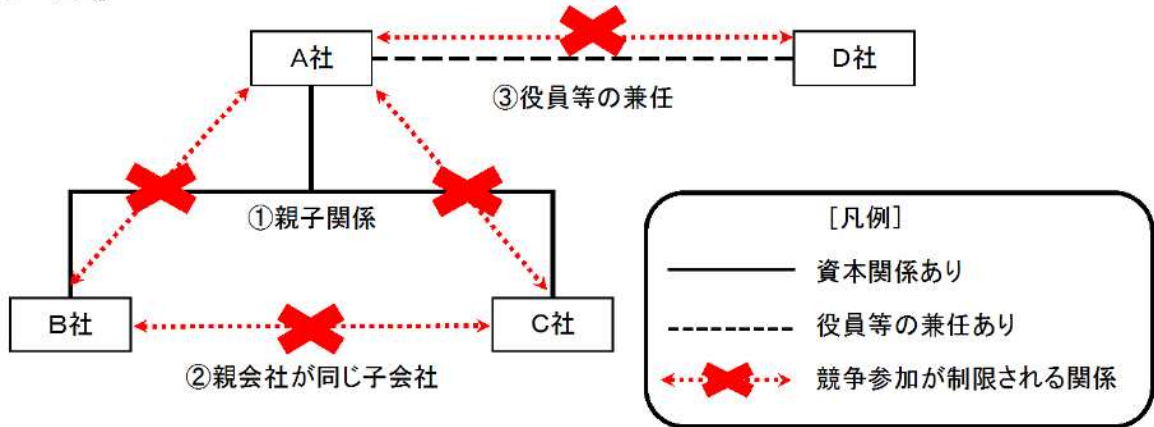 A社
D社
③役員等の兼任
①親子関係
B社
C社
②親会社が同じ子会社
[凡例]
資本関係あり
役員等の兼任あり
競争参加が制限される関係